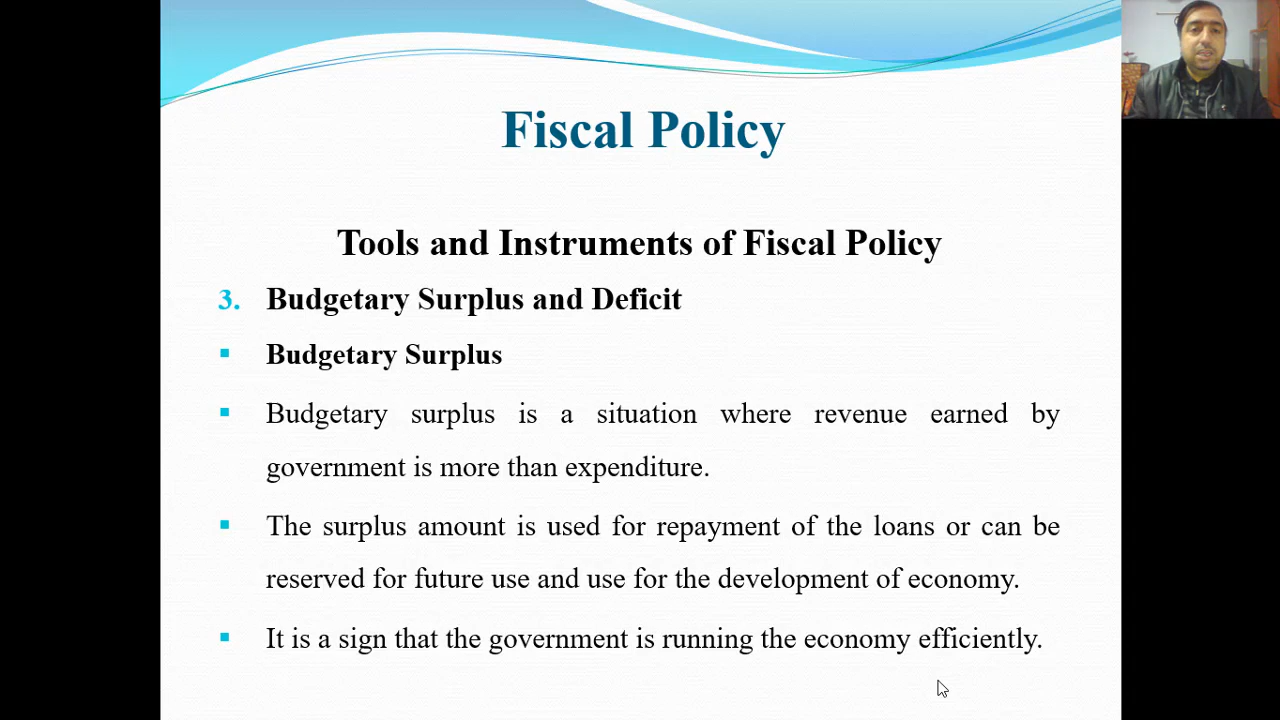 Fiscal Policy
Tools and Instruments of Fiscal Policy
3. Budgetary Surplus and Deficit
Budgetary Surplus
Budgetary surplus is a situation where revenue earned by
government is more than expenditure.
The surplus amount is used for repayment of the loans or can be
reserved for future use and use for the development of economy.
It is a sign that the government is running the economy efficiently.